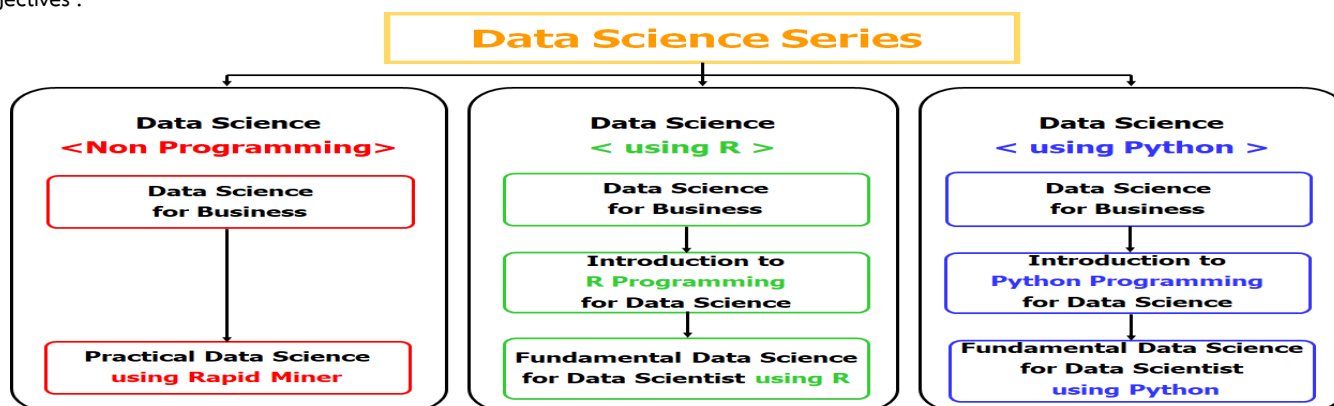 jectives :
Data Science Series
Data Science
<Non Programming>
Data Science
for Business
Practical Data Science
using Rapid Miner
Data Science
< using R >
Data Science
for Business
Introduction to
R Programming
for Data Science
Fundamental Data Science
for Data Scientist using R
Data Science
< using Python >
Data Science
for Business
Introduction to
Python Programming
for Data Science
Fundamental Data Science
for Data Scientist
using Python